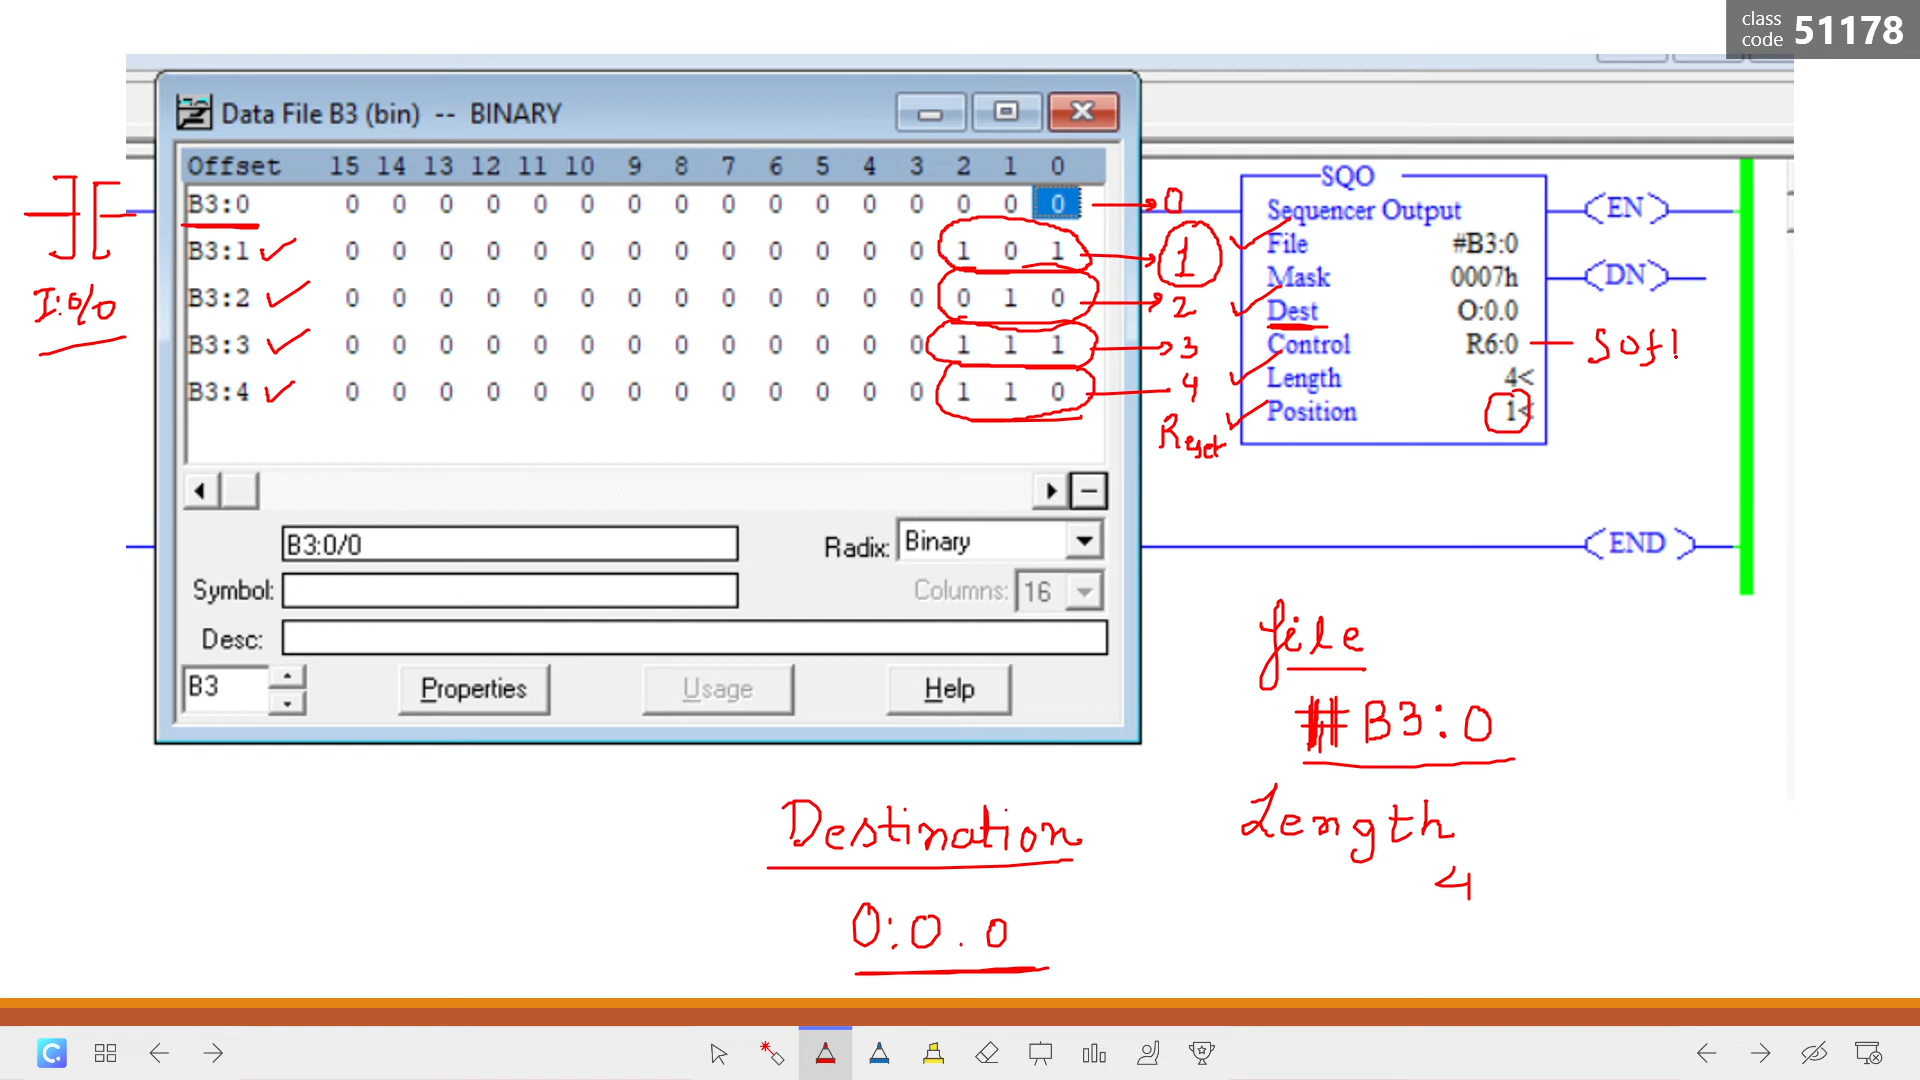 class code 51178
Data File B3 (bin) -- BINARY
Offset 15 14 13 12 11 10 9 8 7 6 5 4 3 2 1 0
B3:0 0 0 0 0 0 0 0 0 0 0 0 0 0 0 0 0 0
B3:1 0 0 0 0 0 0 0 0 0 0 0 0 0 1 0 1 1
B3:2 0 0 0 0 0 0 0 0 0 0 0 0 0 0 1 0 2
B3:3 0 0 0 0 0 0 0 0 0 0 0 0 0 1 1 1 3
B3:4 0 0 0 0 0 0 0 0 0 0 0 0 0 1 1 0 4
Reset
I:0/0
B3:0/0
Radix: Binary
Symbol:
Columns: 16
Desc:
B3
Properties
Usage
Help
SQO
Sequencer Output
File #B3:0
Mask 0007h
Dest O:0.0
Control R6:0
Length 4<
Position 1<
EN
DN
END
file
#B3:0
Length
4
Destination
O:0.0